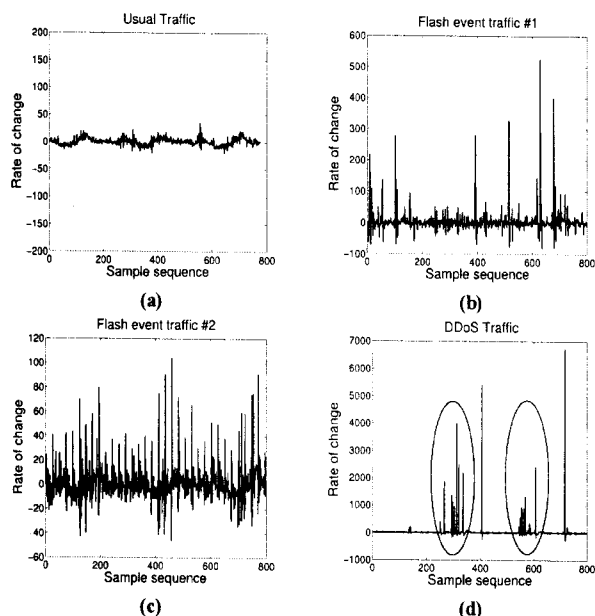 Usual Traffic
200
150
100
50
0
-50
-100
-150
-200
0 200 400 600 800
Rate of change
Sample sequence
(a)
Flash event traffic #1
600
500
400
300
200
100
0
-100
0 200 400 600 800
Rate of change
Sample sequence
(b)
Flash event traffic #2
120
100
80
60
40
20
0
-20
-40
-60
0 200 400 600 800
Rate of change
Sample sequence
(c)
DDoS Traffic
7000
6000
5000
4000
3000
2000
1000
0
-1000
0 200 400 600 800
Rate of change
Sample sequence
(d)